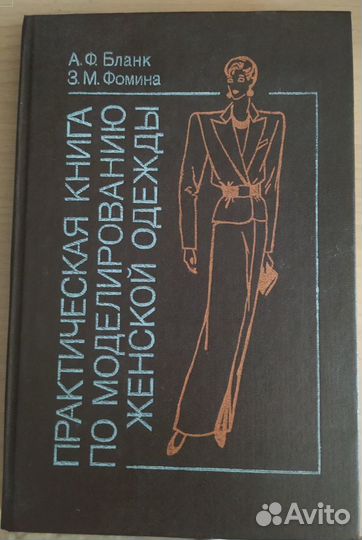 А. Ф. Бланк
З. М. Фомина
ПРАКТИЧЕСКАЯ КНИГА
ПО МОДЕЛИРОВАНИЮ
ЖЕНСКОЙ ОДЕЖДЫ
Avito